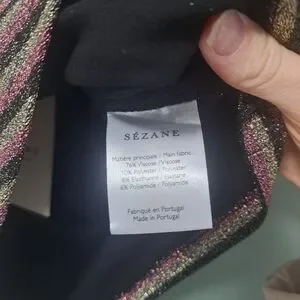 SÉZANE
Matière principale / Main fabric
76% Viscose / Viscose
10% Polyester / Polyester
8% Elasthanne / Elastane
6% Polyamide / Polyamide
Fabriqué en Portugal
Made in Portugal